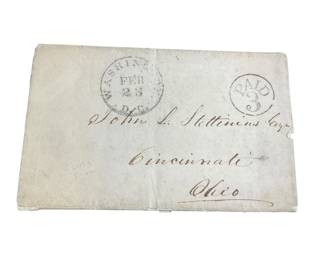 WASHINGTON
FEB
23
D.C.
PAID
3
John L. Stettinius Esqr
Cincinnati
Ohio